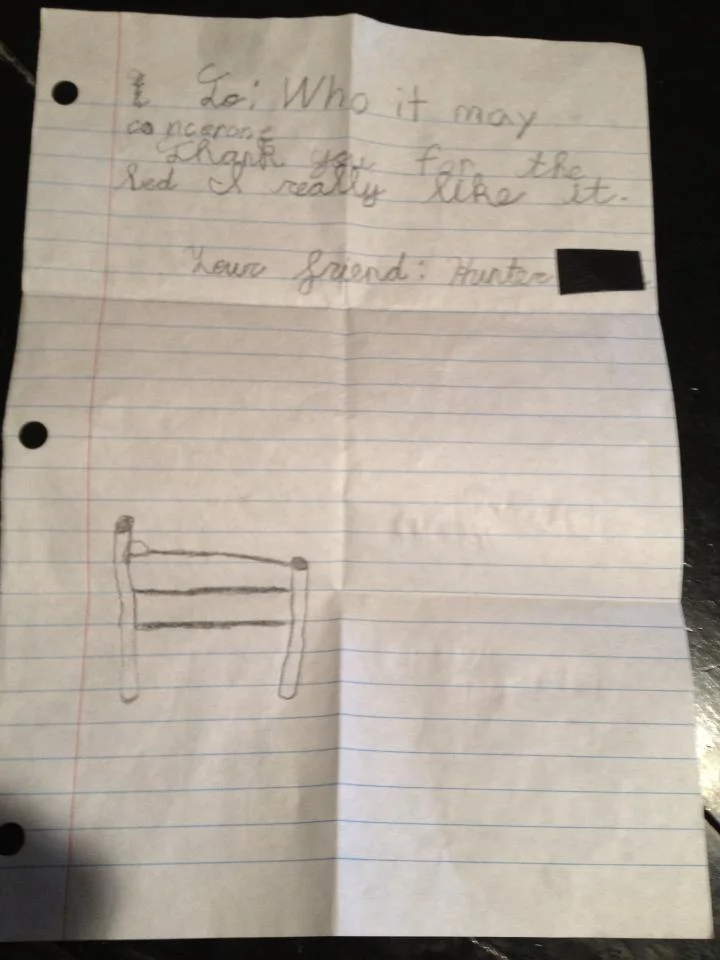 To: Who it may
concerone
Thank you for the
bed I really like it.
Your friend: Hunter